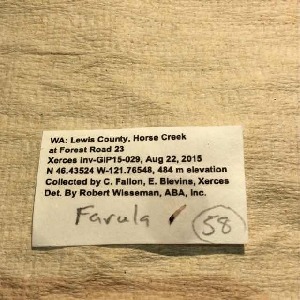 WA: Lewis County, Horse Creek
at Forest Road 23
Xerces Inv-GIP15-029, Aug 22, 2015
N 46.43524 W-121.76548, 484 m elevation
Collected by C. Fallon, E. Blevins, Xerces
Det. By Robert Wisseman, ABA, Inc.
Farula 58